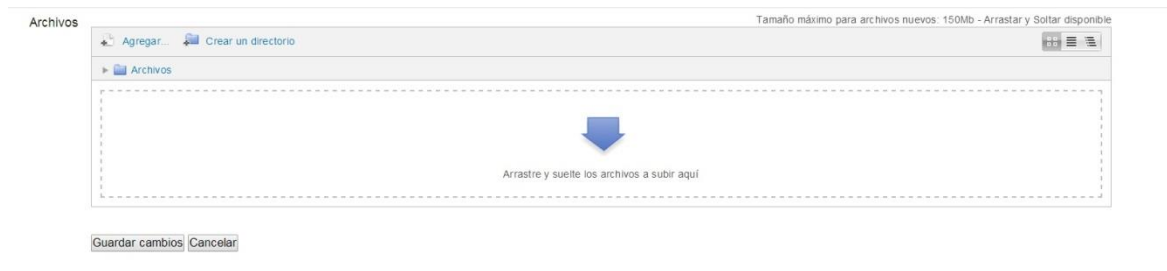 Archivos
Tamaño máximo para archivos nuevos: 150Mb - Arrastar y Soltar disponible
Agregar... Crear un directorio
Archivos
Arrastre y suelte los archivos a subir aquí
Guardar cambios Cancelar